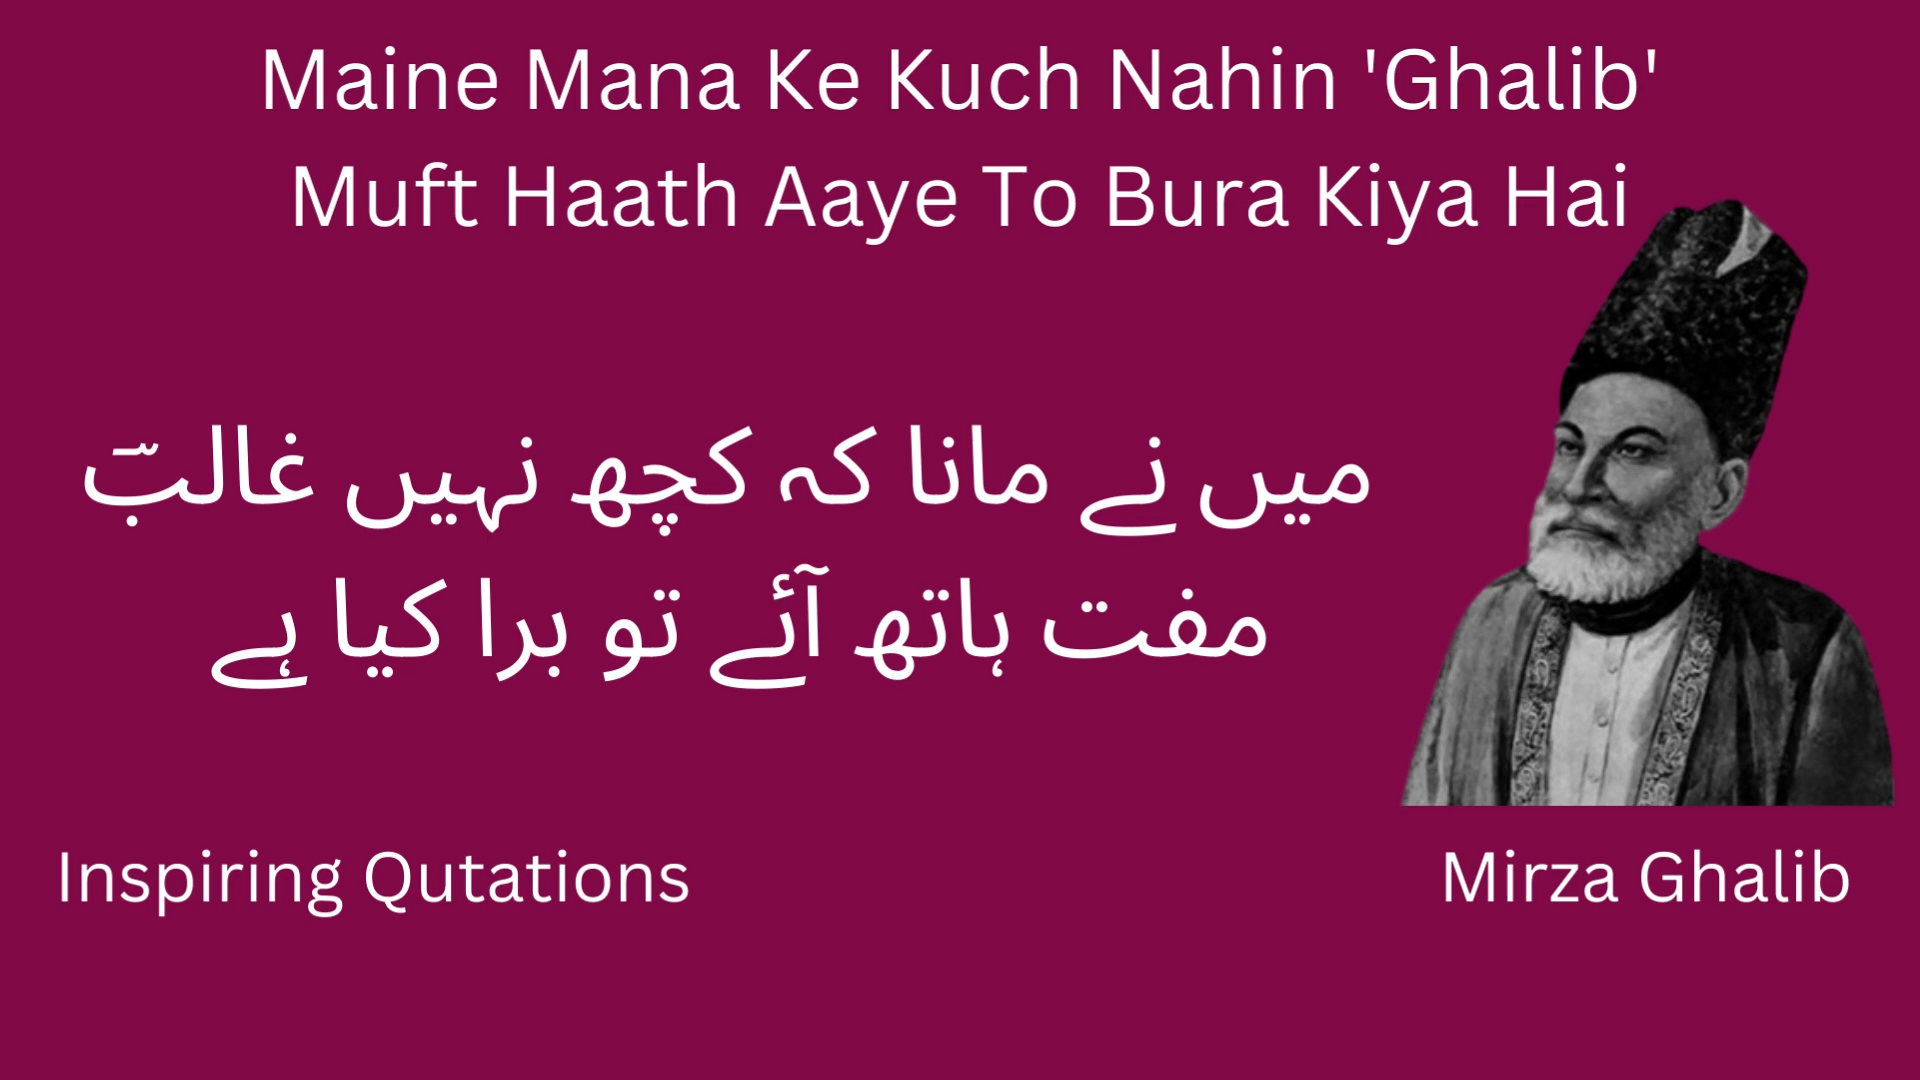 Maine Mana Ke Kuch Nahin 'Ghalib'
Muft Haath Aaye To Bura Kiya Hai
میں نے مانا کہ کچھ نہیں غالبؔ
مفت ہاتھ آئے تو برا کیا ہے
Inspiring Qutations
Mirza Ghalib